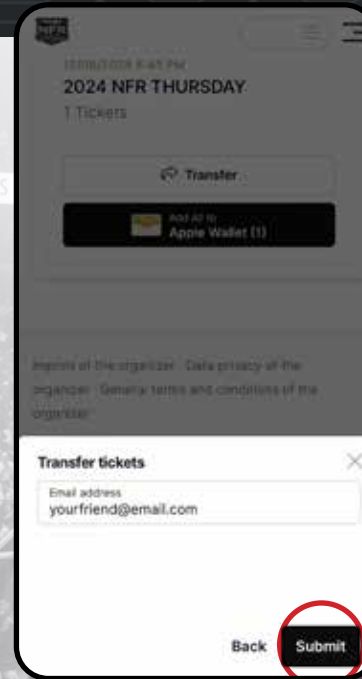 NFR
2024 NFR THURSDAY
1 Tickets
Transfer
Add All to
Apple Wallet (1)
Imprint of the organizer Data privacy of the
organizer General terms and conditions of the
organizer
Transfer tickets
Email address
yourfriend@email.com
Back
Submit